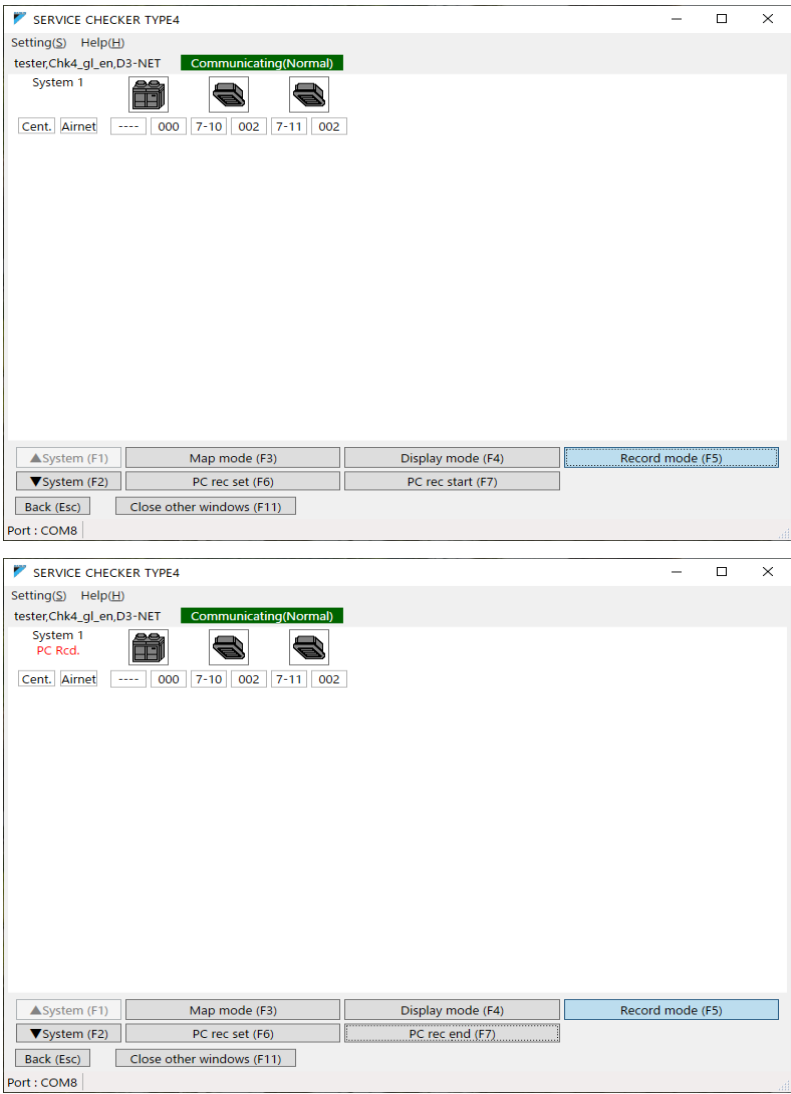 SERVICE CHECKER TYPE4
Setting(S) Help(H)
tester,Chk4_gl_en,D3-NET Communicating(Normal)
System 1
Cent. Airnet ---- 000 7-10 002 7-11 002
▲System (F1) Map mode (F3) Display mode (F4) Record mode (F5)
▼System (F2) PC rec set (F6) PC rec start (F7)
Back (Esc) Close other windows (F11)
Port : COM8
SERVICE CHECKER TYPE4
Setting(S) Help(H)
tester,Chk4_gl_en,D3-NET Communicating(Normal)
System 1
PC Rcd.
Cent. Airnet ---- 000 7-10 002 7-11 002
▲System (F1) Map mode (F3) Display mode (F4) Record mode (F5)
▼System (F2) PC rec set (F6) PC rec end (F7)
Back (Esc) Close other windows (F11)
Port : COM8